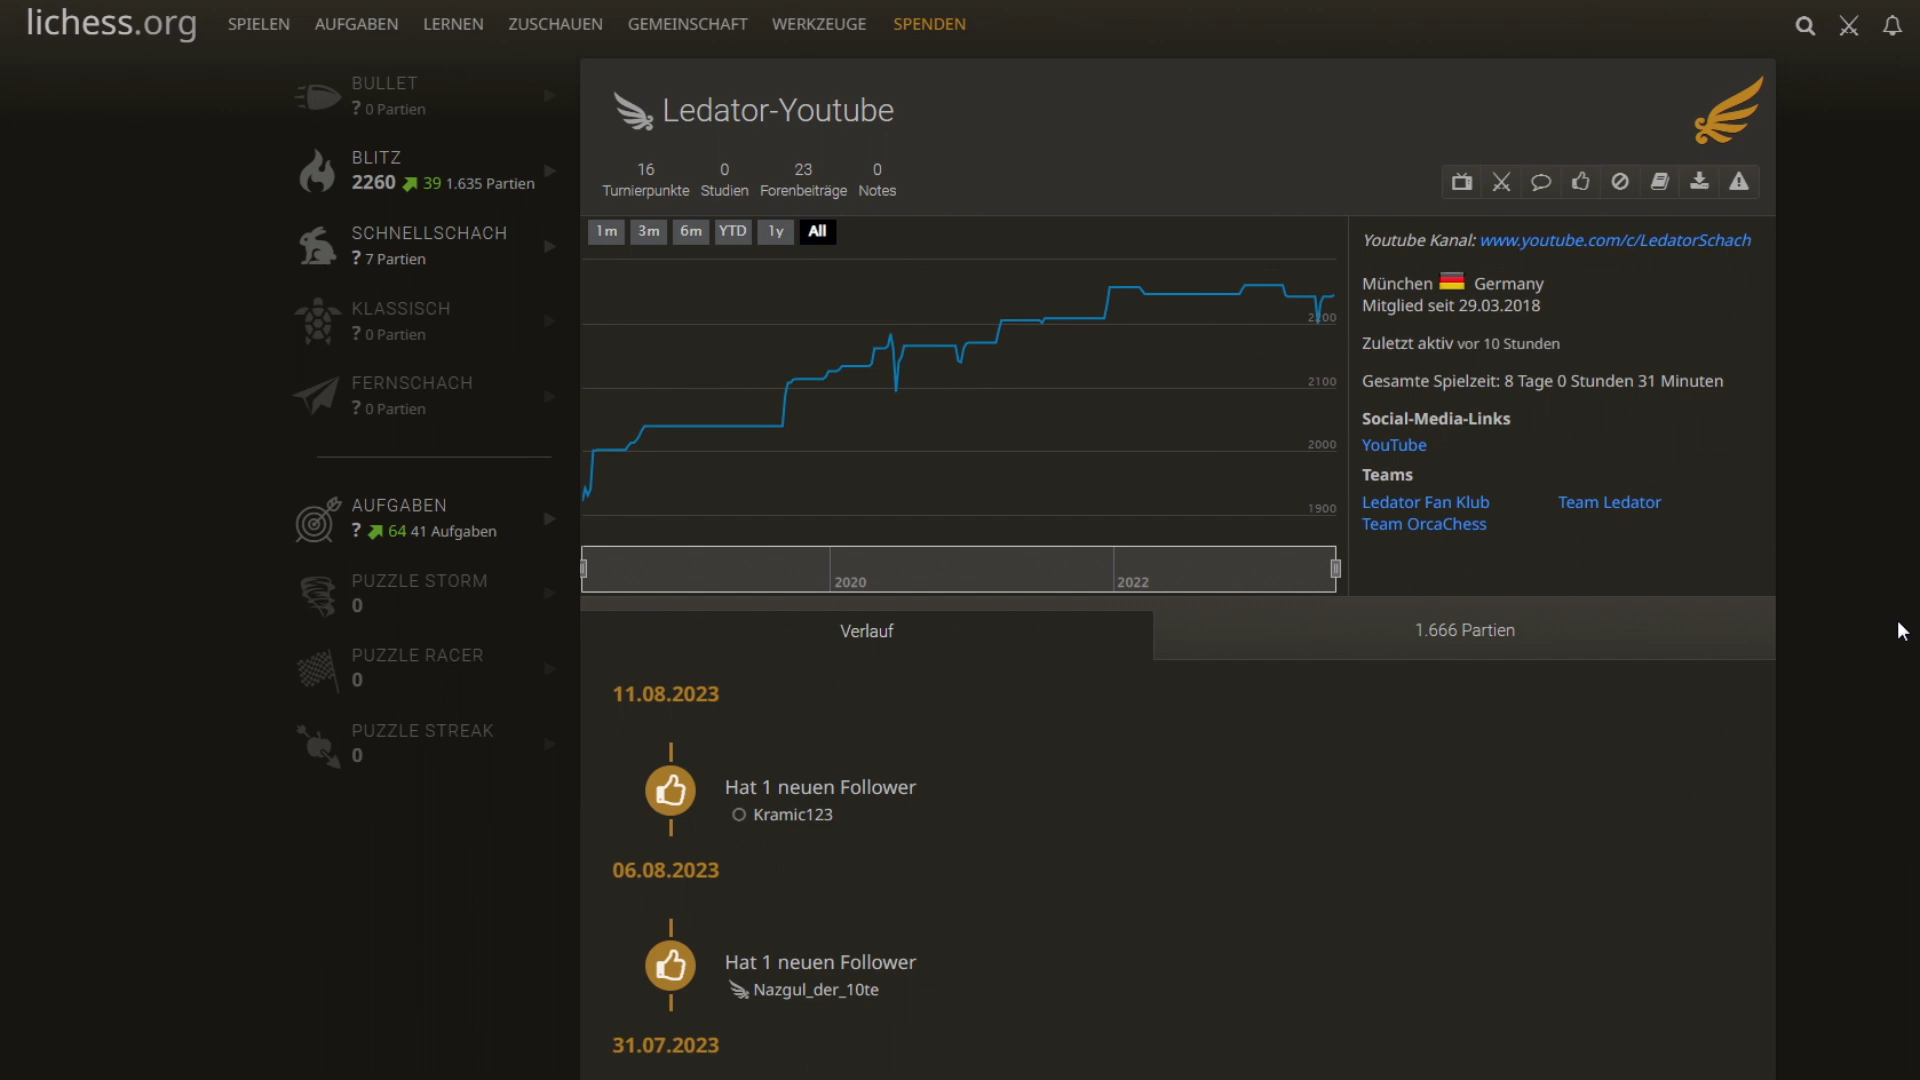 lichess.org SPIELEN AUFGABEN LERNEN ZUSCHAUEN GEMEINSCHAFT WERKZEUGE SPENDEN
BULLET
? 0 Partien
BLITZ
2260 39 1.635 Partien
SCHNELLSCHACH
? 7 Partien
KLASSISCH
? 0 Partien
FERNSCHACH
? 0 Partien
AUFGABEN
? 64 41 Aufgaben
PUZZLE STORM
0
PUZZLE RACER
0
PUZZLE STREAK
0
Ledator-Youtube
16 0 23 0
Turnierpunkte Studien Forenbeiträge Notes
1m 3m 6m YTD 1y All
2200
2100
2000
1900
2020 2022
Youtube Kanal: www.youtube.com/c/LedatorSchach
München Germany
Mitglied seit 29.03.2018
Zuletzt aktiv vor 10 Stunden
Gesamte Spielzeit: 8 Tage 0 Stunden 31 Minuten
Social-Media-Links
YouTube
Teams
Ledator Fan Klub Team Ledator
Team OrcaChess
Verlauf 1.666 Partien
11.08.2023
Hat 1 neuen Follower
Kramic123
06.08.2023
Hat 1 neuen Follower
Nazgul_der_10te
31.07.2023